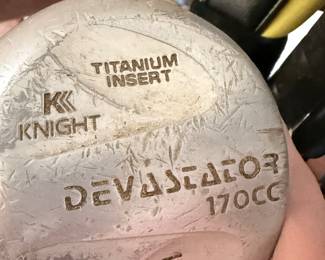 TITANIUM
INSERT
KNIGHT
DEVASTATOR
170CC